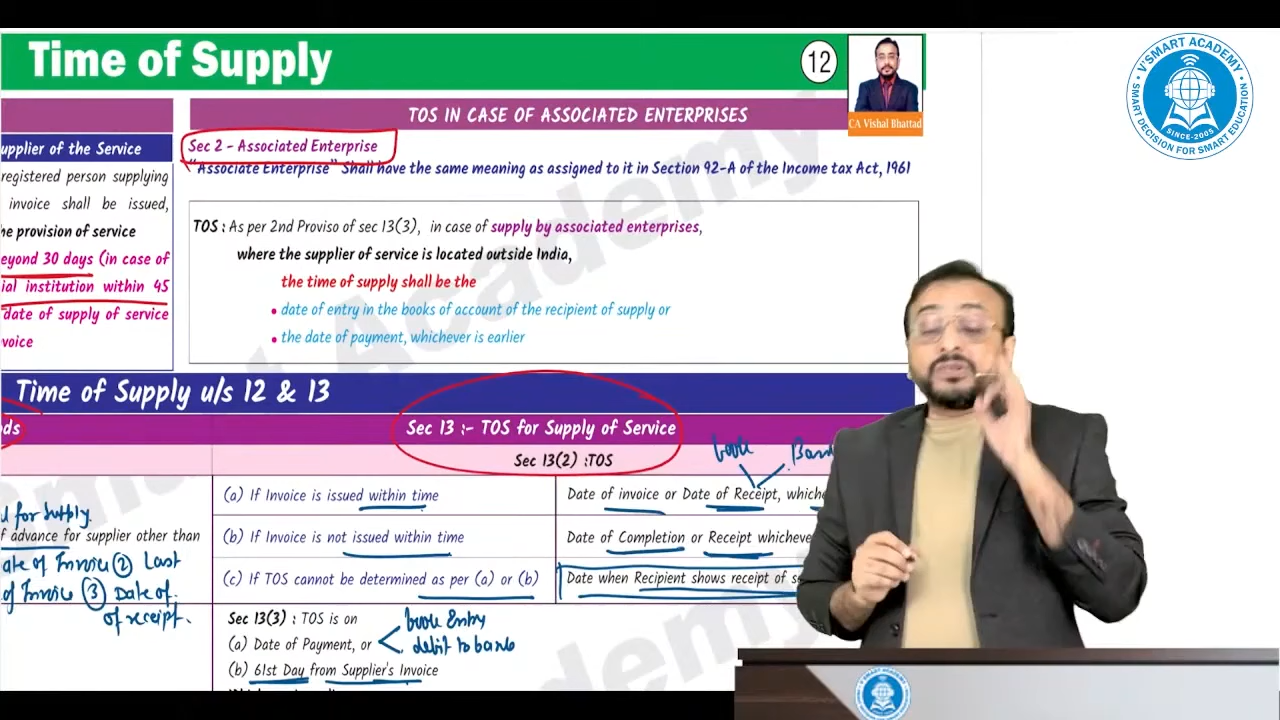 Time of Supply
12
V'SMART ACADEMY
SINCE-2005
SMART DECISION FOR SMART EDUCATION
CA Vishal Bhattad
upplier of the Service
registered person supplying
invoice shall be issued,
he provision of service
eyond 30 days (in case of
ial institution within 45
date of supply of service
voice
TOS IN CASE OF ASSOCIATED ENTERPRISES
Sec 2 - Associated Enterprise
"Associate Enterprise" Shall have the same meaning as assigned to it in Section 92-A of the Income tax Act, 1961
TOS : As per 2nd Proviso of sec 13(3), in case of supply by associated enterprises,
where the supplier of service is located outside India,
the time of supply shall be the
• date of entry in the books of account of the recipient of supply or
• the date of payment, whichever is earlier
Time of Supply u/s 12 & 13
ds
Sec 13 :- TOS for Supply of Service
Sec 13(2) :TOS
book Ban
(a) If Invoice is issued within time
Date of invoice or Date of Receipt, whiche
(b) If Invoice is not issued within time
Date of Completion or Receipt whicheve
(c) If TOS cannot be determined as per (a) or (b)
Date when Recipient shows receipt of s
for Supply.
f advance for supplier other than
ate of Invoice ② Last
of Invoice ③ Date of
of receipt.
Sec 13(3) : TOS is on
(a) Date of Payment, or
book Entry
debit to bank
(b) 61st Day from Supplier's Invoice